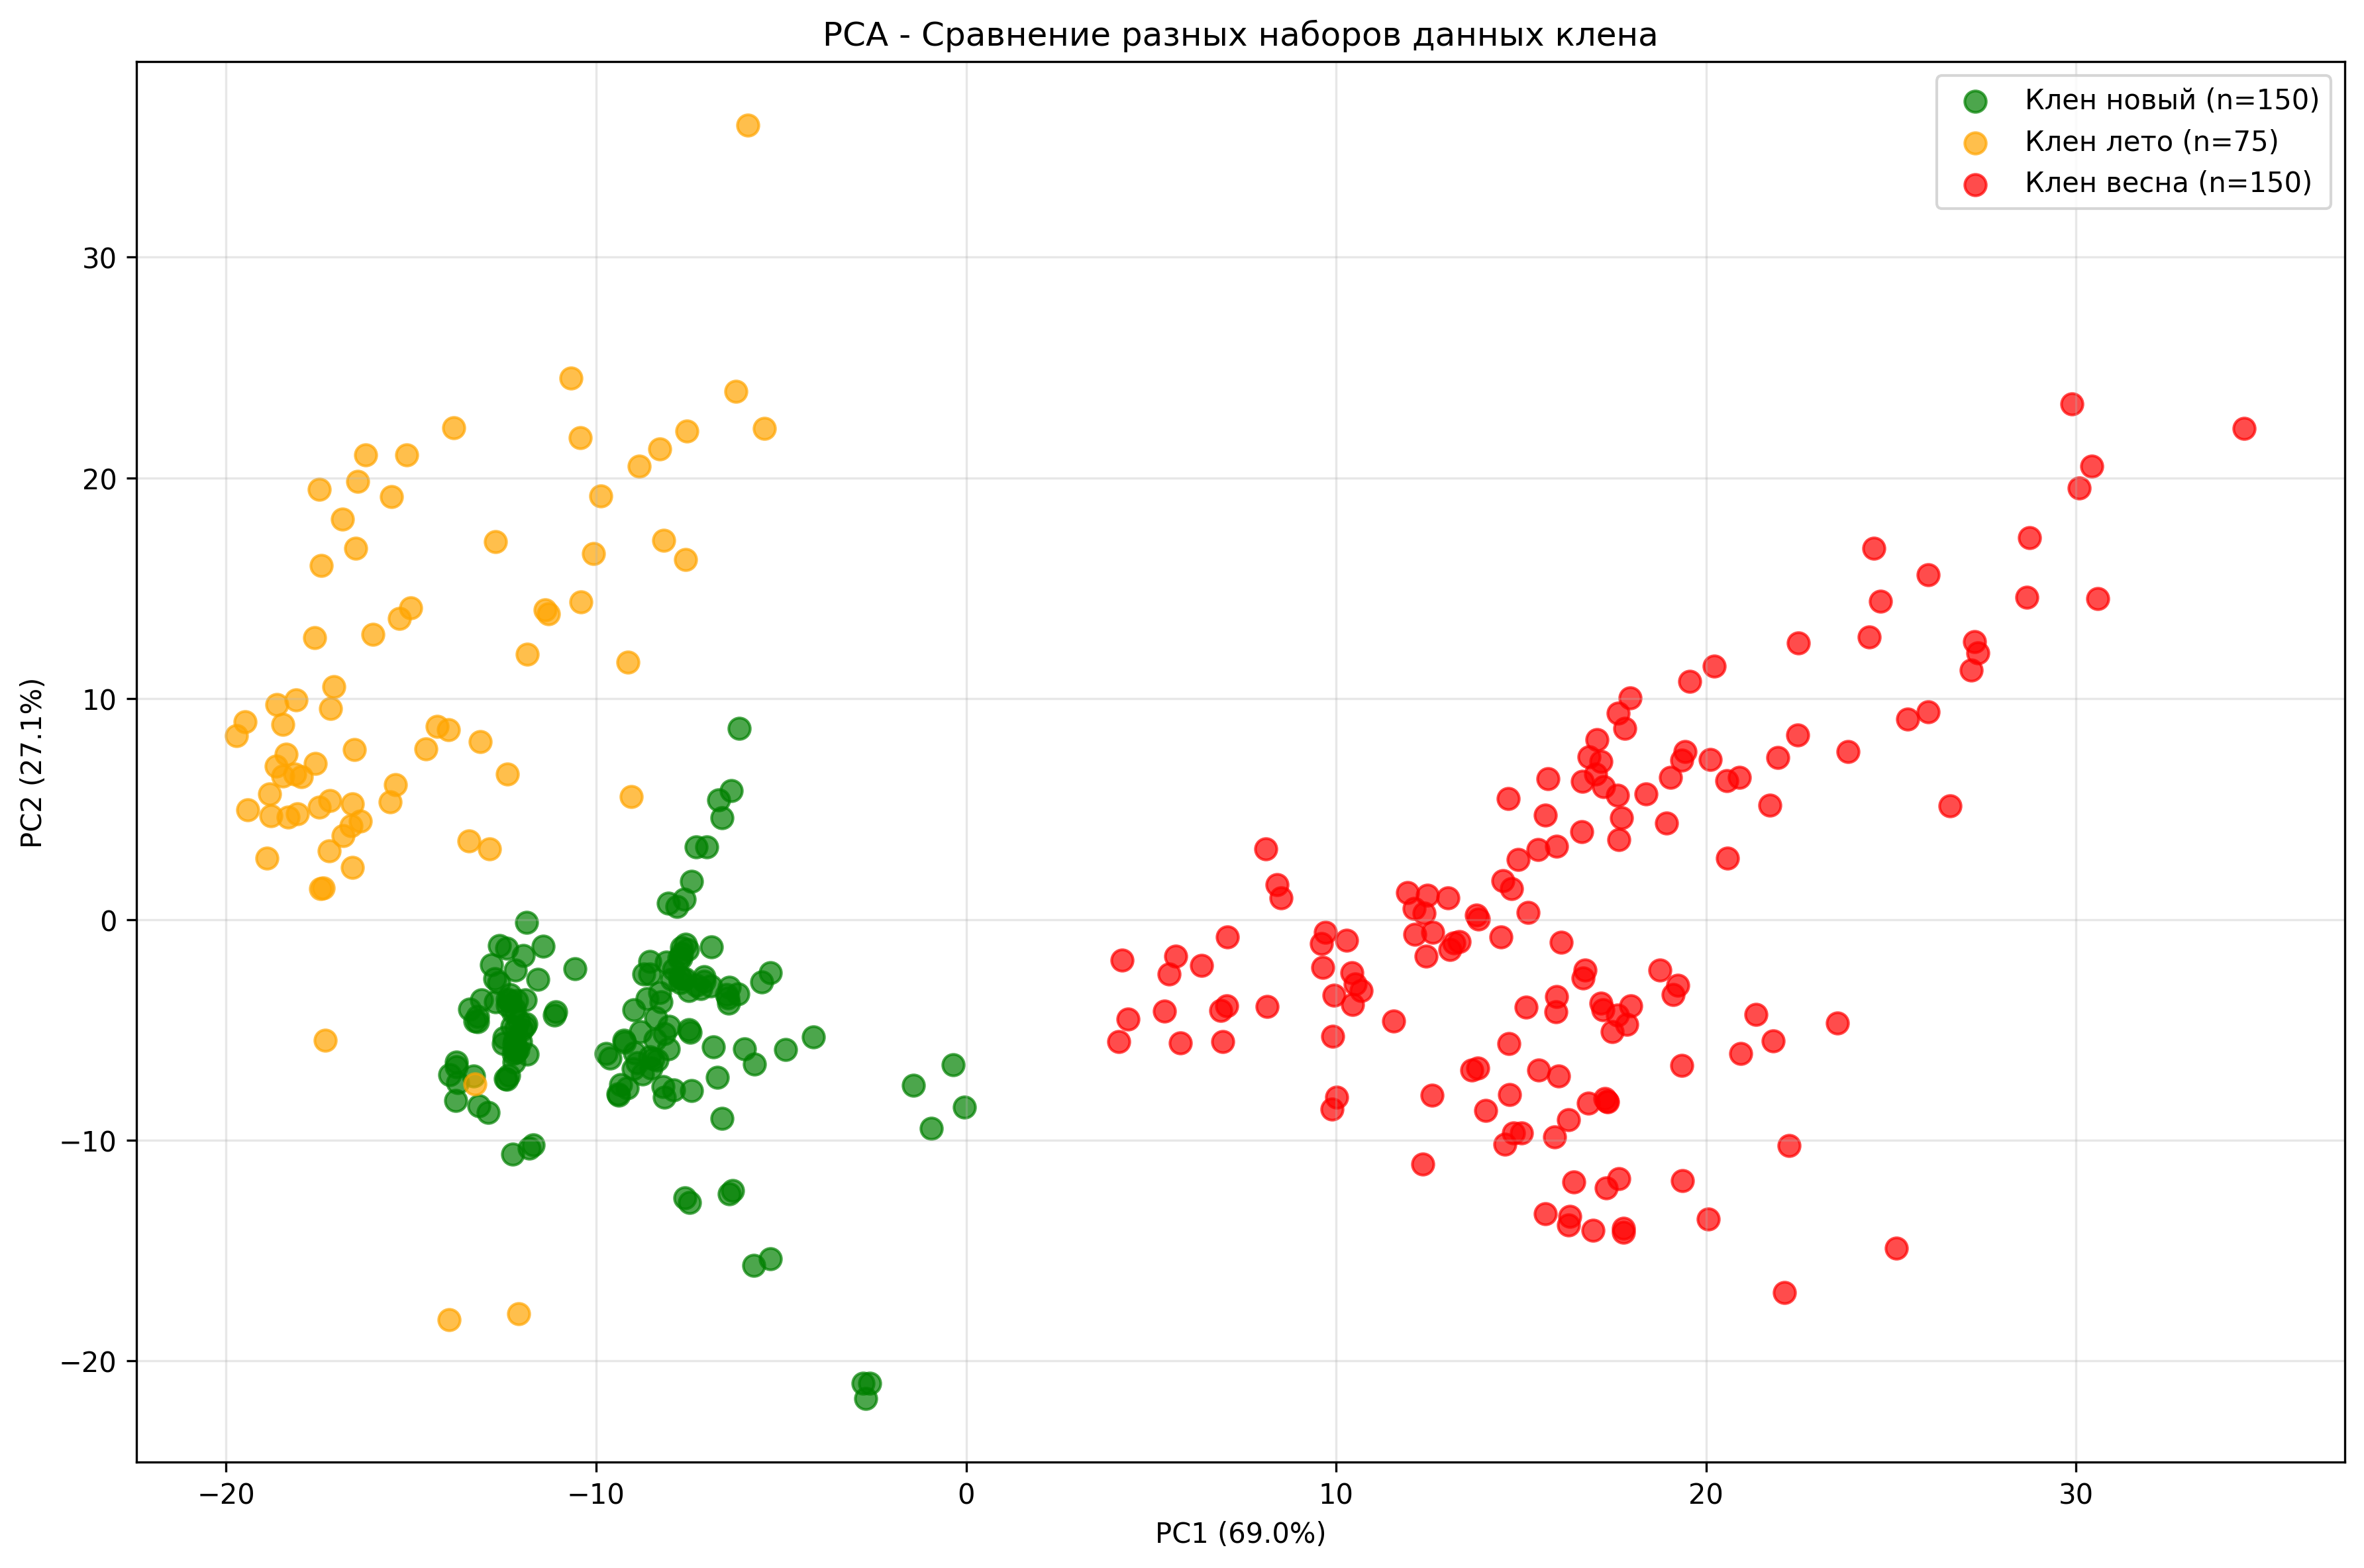 PCA - Сравнение разных наборов данных клена
Клен новый (n=150)
Клен лето (n=75)
Клен весна (n=150)
PC2 (27.1%)
30
20
10
0
−10
−20
−20
−10
0
10
20
30
PC1 (69.0%)